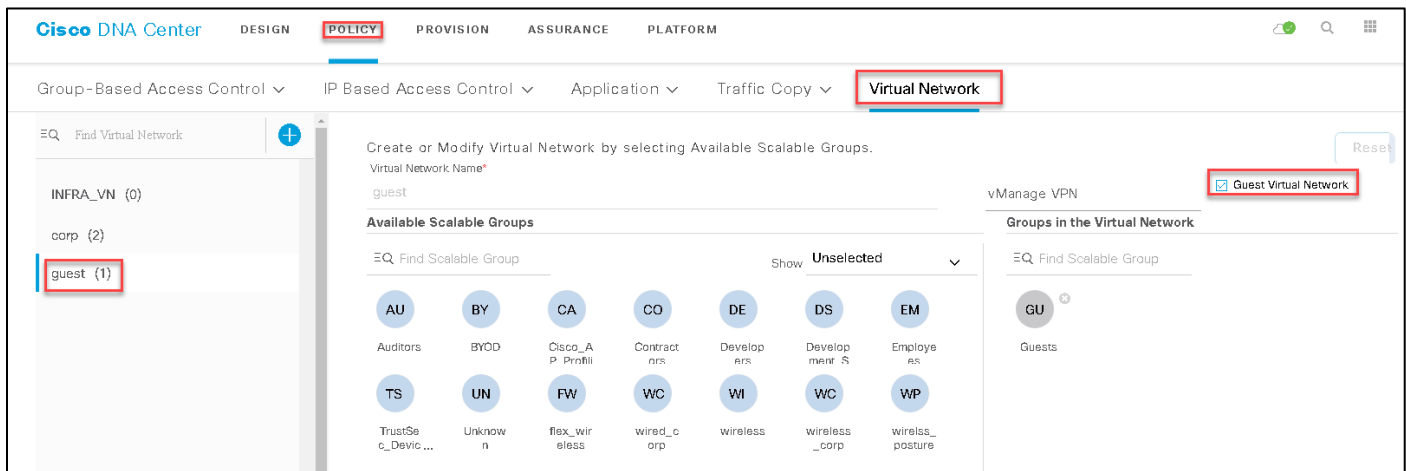 Cisco DNA Center DESIGN POLICY PROVISION ASSURANCE PLATFORM
Group-Based Access Control IP Based Access Control Application Traffic Copy Virtual Network
Find Virtual Network
INFRA_VN (0)
corp (2)
guest (1)
Create or Modify Virtual Network by selecting Available Scalable Groups.
Reset
Virtual Network Name*
guest
vManage VPN
Guest Virtual Network
Available Scalable Groups
Find Scalable Group
Show Unselected
AU BY CA CO DE DS EM
Auditors BYOD Cisco_A Contract Develop Develop Employe
P_Profili ors ers ment_S es
TS UN FW WC WI WC WP
TrustSe Unknow flex_wir wired_c wireless wireless wirelss_
c_Devic... n eless orp _corp posture
Groups in the Virtual Network
Find Scalable Group
GU
Guests